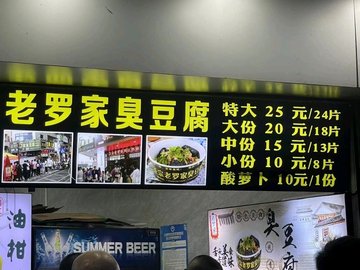 老罗家臭豆腐
特大 25 元/24片
大份 20 元/18片
中份 15 元/13片
小份 10 元/8片
酸萝卜 10元/1份
老罗家臭
油柑
SUMMER BEER
臭豆腐